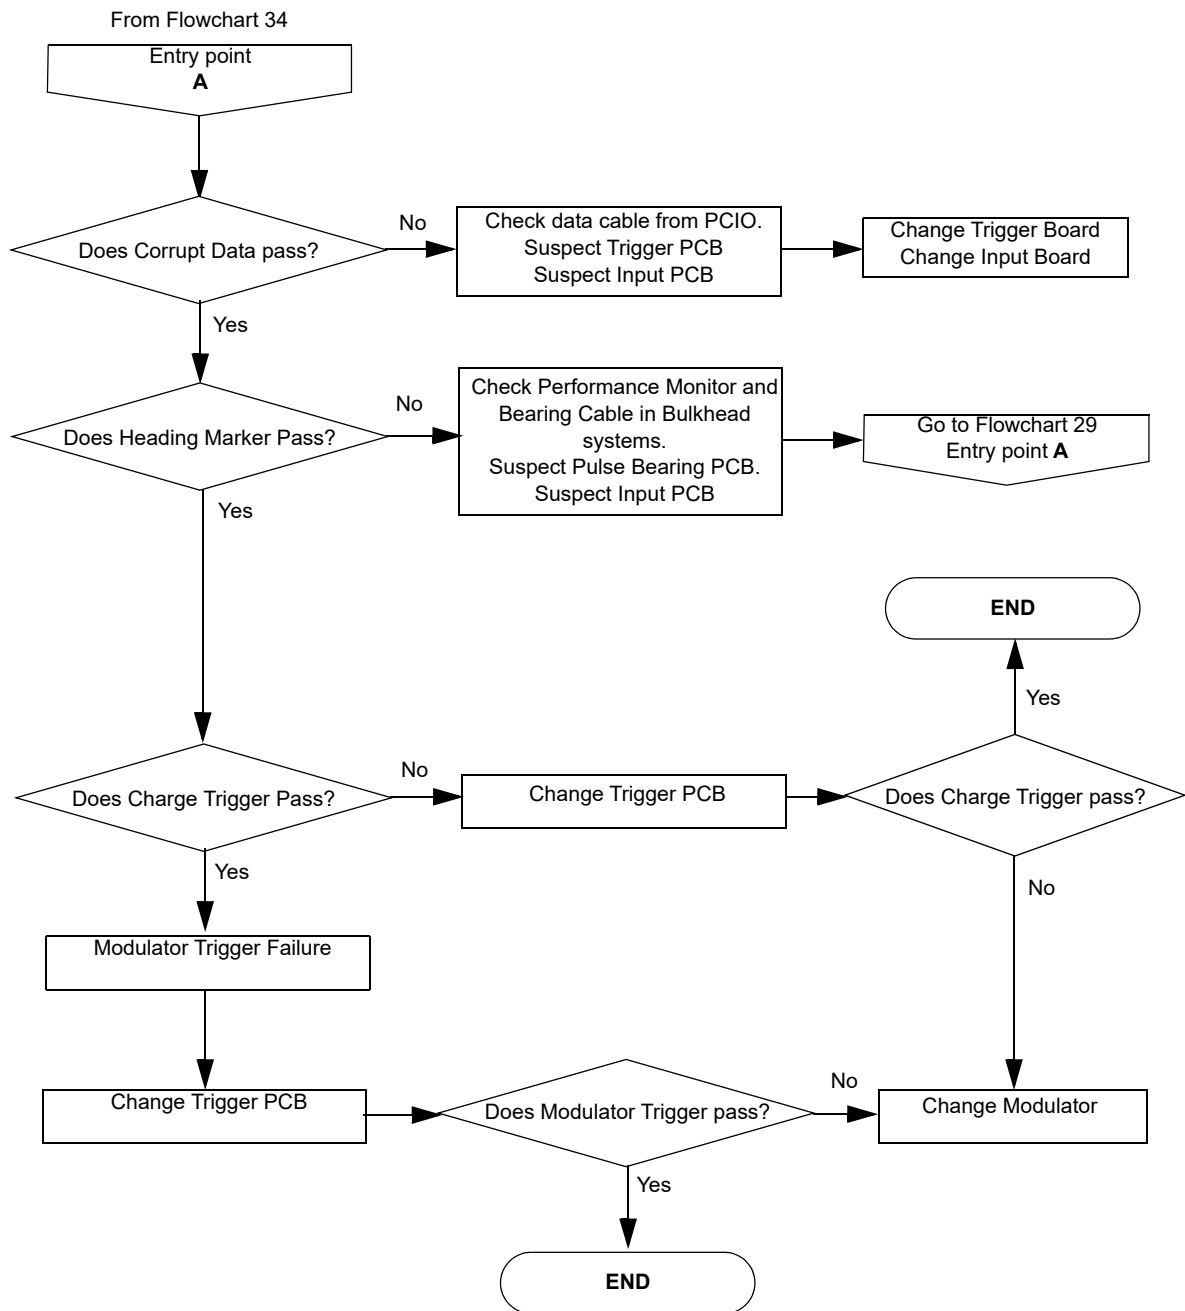 From Flowchart 34
Entry point
A
Does Corrupt Data pass?
No
Check data cable from PCIO.
Suspect Trigger PCB
Suspect Input PCB
Change Trigger Board
Change Input Board
Yes
Does Heading Marker Pass?
No
Check Performance Monitor and
Bearing Cable in Bulkhead
systems.
Suspect Pulse Bearing PCB.
Suspect Input PCB
Go to Flowchart 29
Entry point A
Yes
END
Yes
Does Charge Trigger Pass?
No
Change Trigger PCB
Does Charge Trigger pass?
Yes
No
Modulator Trigger Failure
Change Trigger PCB
Does Modulator Trigger pass?
No
Change Modulator
Yes
END